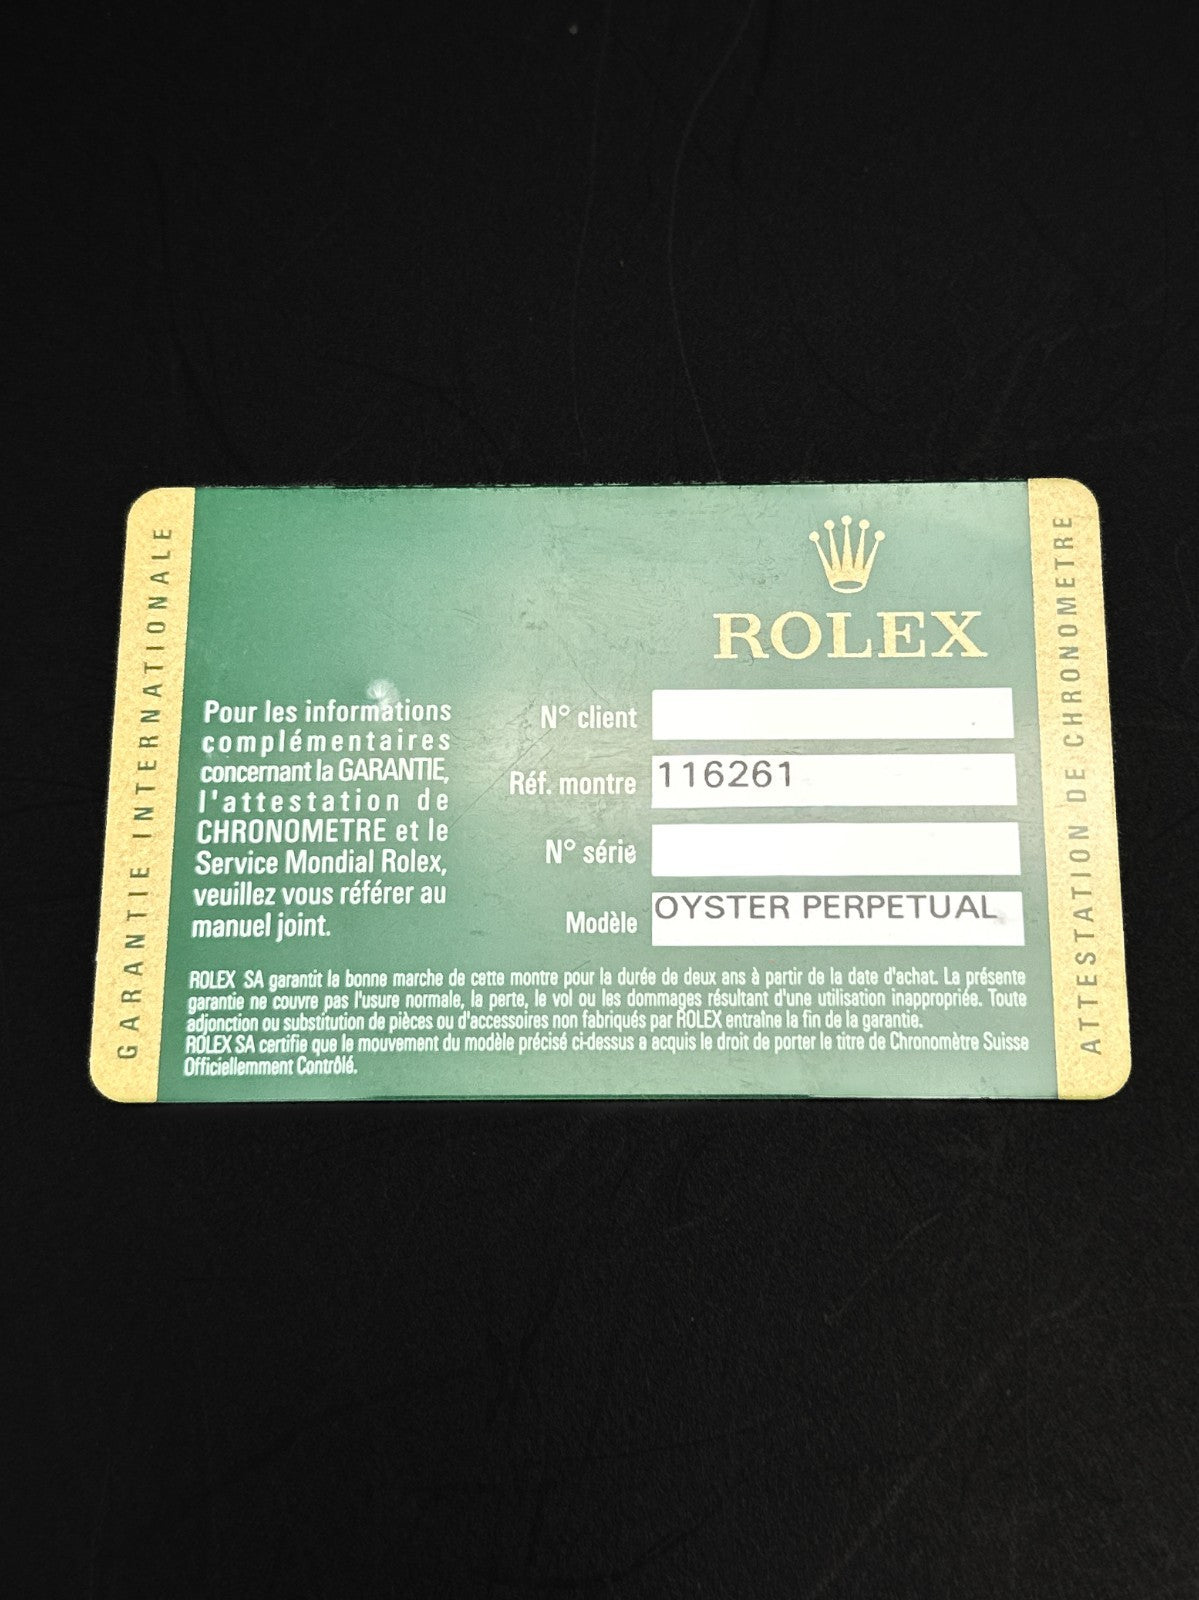 GARANTIE INTERNATIONALE
ROLEX
Pour les informations
complémentaires
concernant la GARANTIE,
l'attestation de
CHRONOMETRE et le
Service Mondial Rolex,
veuillez vous référer au
manuel joint.
N° client
Réf. montre 116261
N° série
Modèle OYSTER PERPETUAL
ROLEX SA garantit la bonne marche de cette montre pour la durée de deux ans à partir de la date d'achat. La présente
garantie ne couvre pas l'usure normale, la perte, le vol ou les dommages résultant d'une utilisation inappropriée. Toute
adjonction ou substitution de pièces ou d'accessoires non fabriqués par ROLEX entraîne la fin de la garantie.
ROLEX SA certifie que le mouvement du modèle précisé ci-dessus a acquis le droit de porter le titre de Chronomètre Suisse
Officiellemment Contrôlé.
ATTESTATION DE CHRONOMETRE